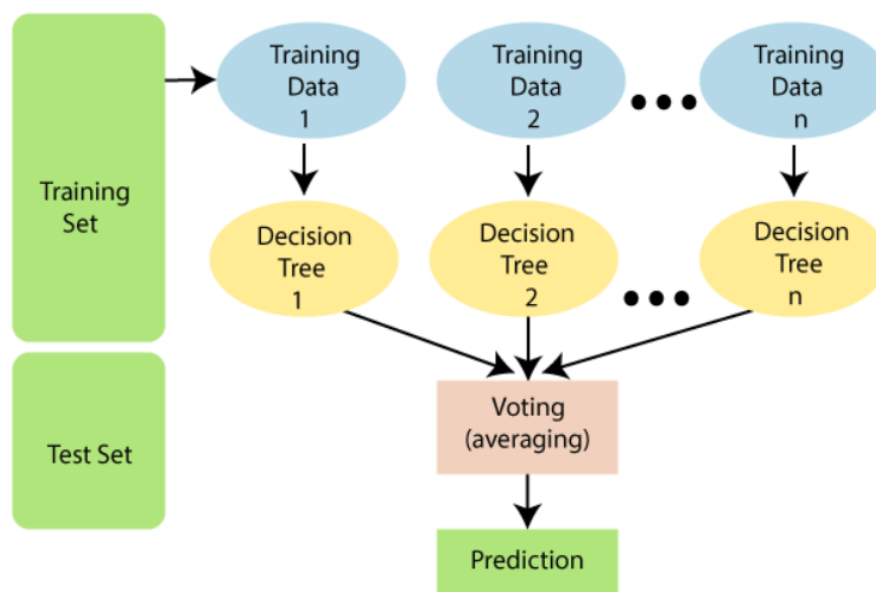 Training
Set
Training
Data
1
Training
Data
2
Training
Data
n
Decision
Tree
1
Decision
Tree
2
Decision
Tree
n
Test Set
Voting
(averaging)
Prediction